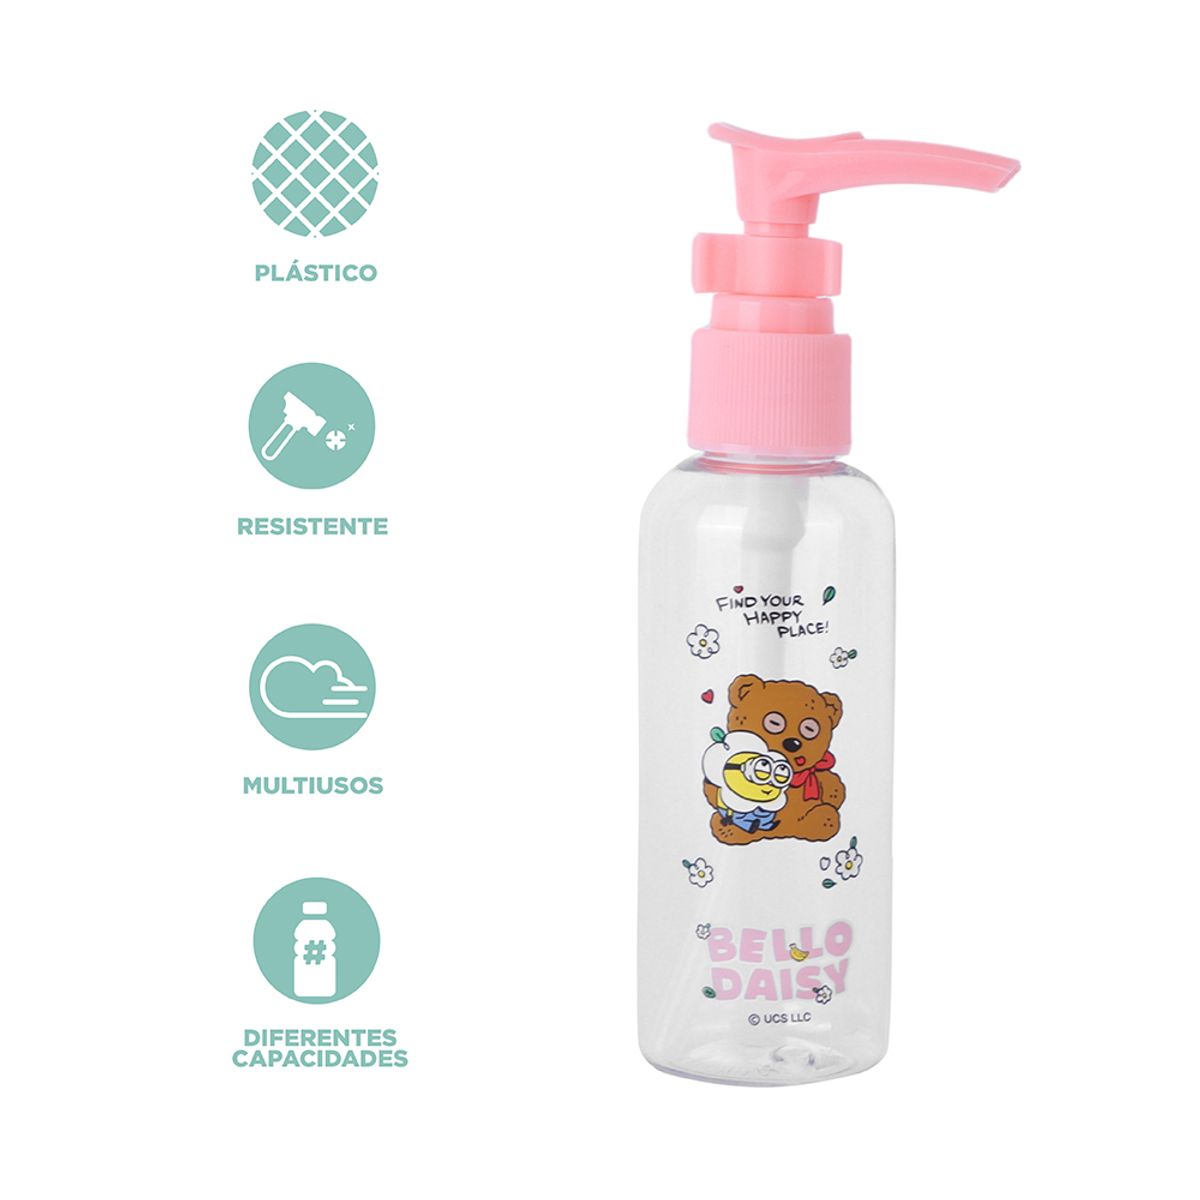 PLÁSTICO
RESISTENTE
MULTIUSOS
DIFERENTES
CAPACIDADES
#
FIND YOUR
HAPPY
PLACE!
BELLO
DAISY
© UCS LLC